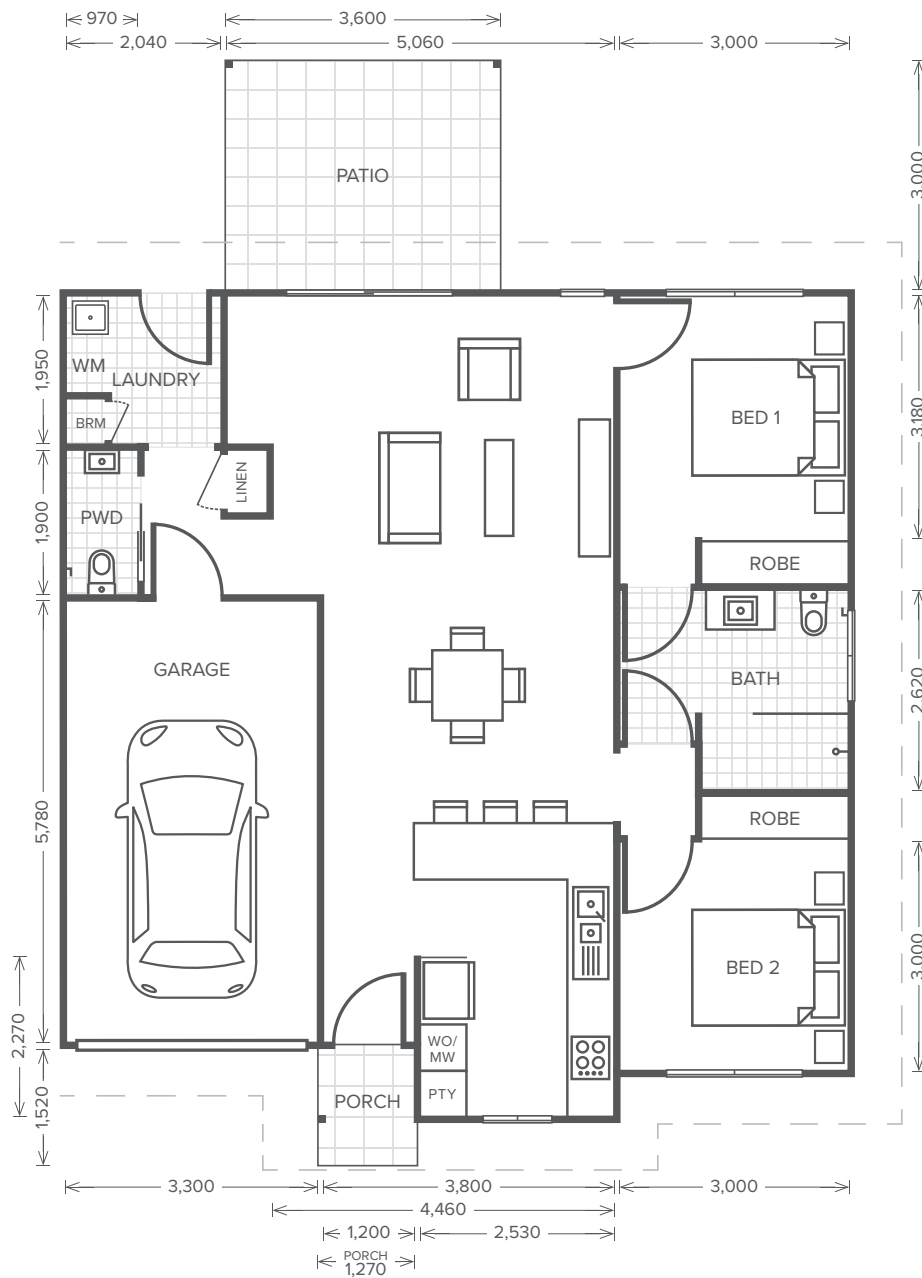 970
3,600
2,040
5,060
3,000
PATIO
3,000
1,950
WM
LAUNDRY
BRM
BED 1
3,180
LINEN
1,900
PWD
ROBE
GARAGE
BATH
2,620
5,780
ROBE
BED 2
3,000
2,270
WO/
MW
PTY
1,520
PORCH
3,300
3,800
3,000
4,460
1,200
2,530
PORCH
1,270